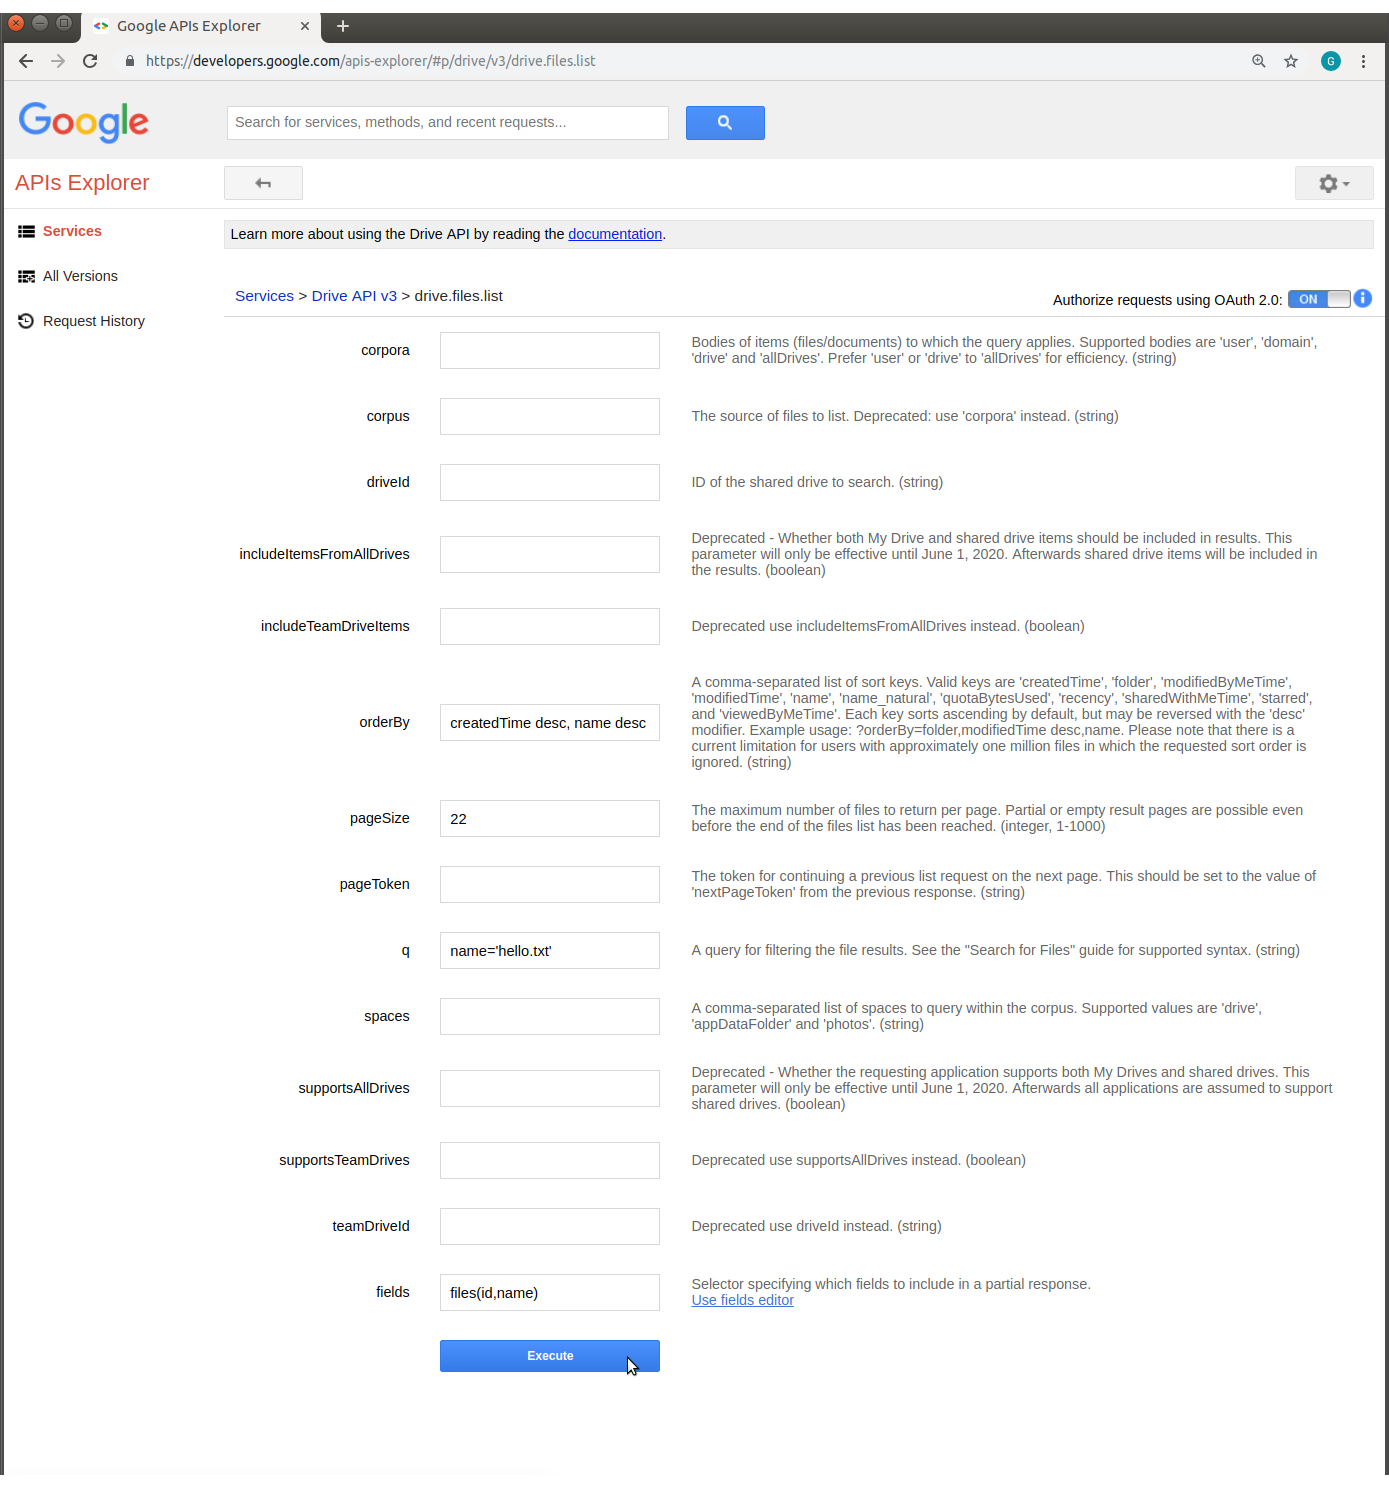 Google APIs Explorer
https://developers.google.com/apis-explorer/#p/drive/v3/drive.files.list
G
Google
Search for services, methods, and recent requests...
APIs Explorer
Services
All Versions
Request History
Learn more about using the Drive API by reading the documentation.
Services > Drive API v3 > drive.files.list
Authorize requests using OAuth 2.0: ON
corpora
Bodies of items (files/documents) to which the query applies. Supported bodies are 'user', 'domain',
'drive' and 'allDrives'. Prefer 'user' or 'drive' to 'allDrives' for efficiency. (string)
corpus
The source of files to list. Deprecated: use 'corpora' instead. (string)
driveId
ID of the shared drive to search. (string)
includeItemsFromAllDrives
Deprecated - Whether both My Drive and shared drive items should be included in results. This
parameter will only be effective until June 1, 2020. Afterwards shared drive items will be included in
the results. (boolean)
includeTeamDriveItems
Deprecated use includeItemsFromAllDrives instead. (boolean)
orderBy
createdTime desc, name desc
A comma-separated list of sort keys. Valid keys are 'createdTime', 'folder', 'modifiedByMeTime',
'modifiedTime', 'name', 'name_natural', 'quotaBytesUsed', 'recency', 'sharedWithMeTime', 'starred',
and 'viewedByMeTime'. Each key sorts ascending by default, but may be reversed with the 'desc'
modifier. Example usage: ?orderBy=folder,modifiedTime desc,name. Please note that there is a
current limitation for users with approximately one million files in which the requested sort order is
ignored. (string)
pageSize
22
The maximum number of files to return per page. Partial or empty result pages are possible even
before the end of the files list has been reached. (integer, 1-1000)
pageToken
The token for continuing a previous list request on the next page. This should be set to the value of
'nextPageToken' from the previous response. (string)
q
name='hello.txt'
A query for filtering the file results. See the "Search for Files" guide for supported syntax. (string)
spaces
A comma-separated list of spaces to query within the corpus. Supported values are 'drive',
'appDataFolder' and 'photos'. (string)
supportsAllDrives
Deprecated - Whether the requesting application supports both My Drives and shared drives. This
parameter will only be effective until June 1, 2020. Afterwards all applications are assumed to support
shared drives. (boolean)
supportsTeamDrives
Deprecated use supportsAllDrives instead. (boolean)
teamDriveId
Deprecated use driveId instead. (string)
fields
files(id,name)
Selector specifying which fields to include in a partial response.
Use fields editor
Execute